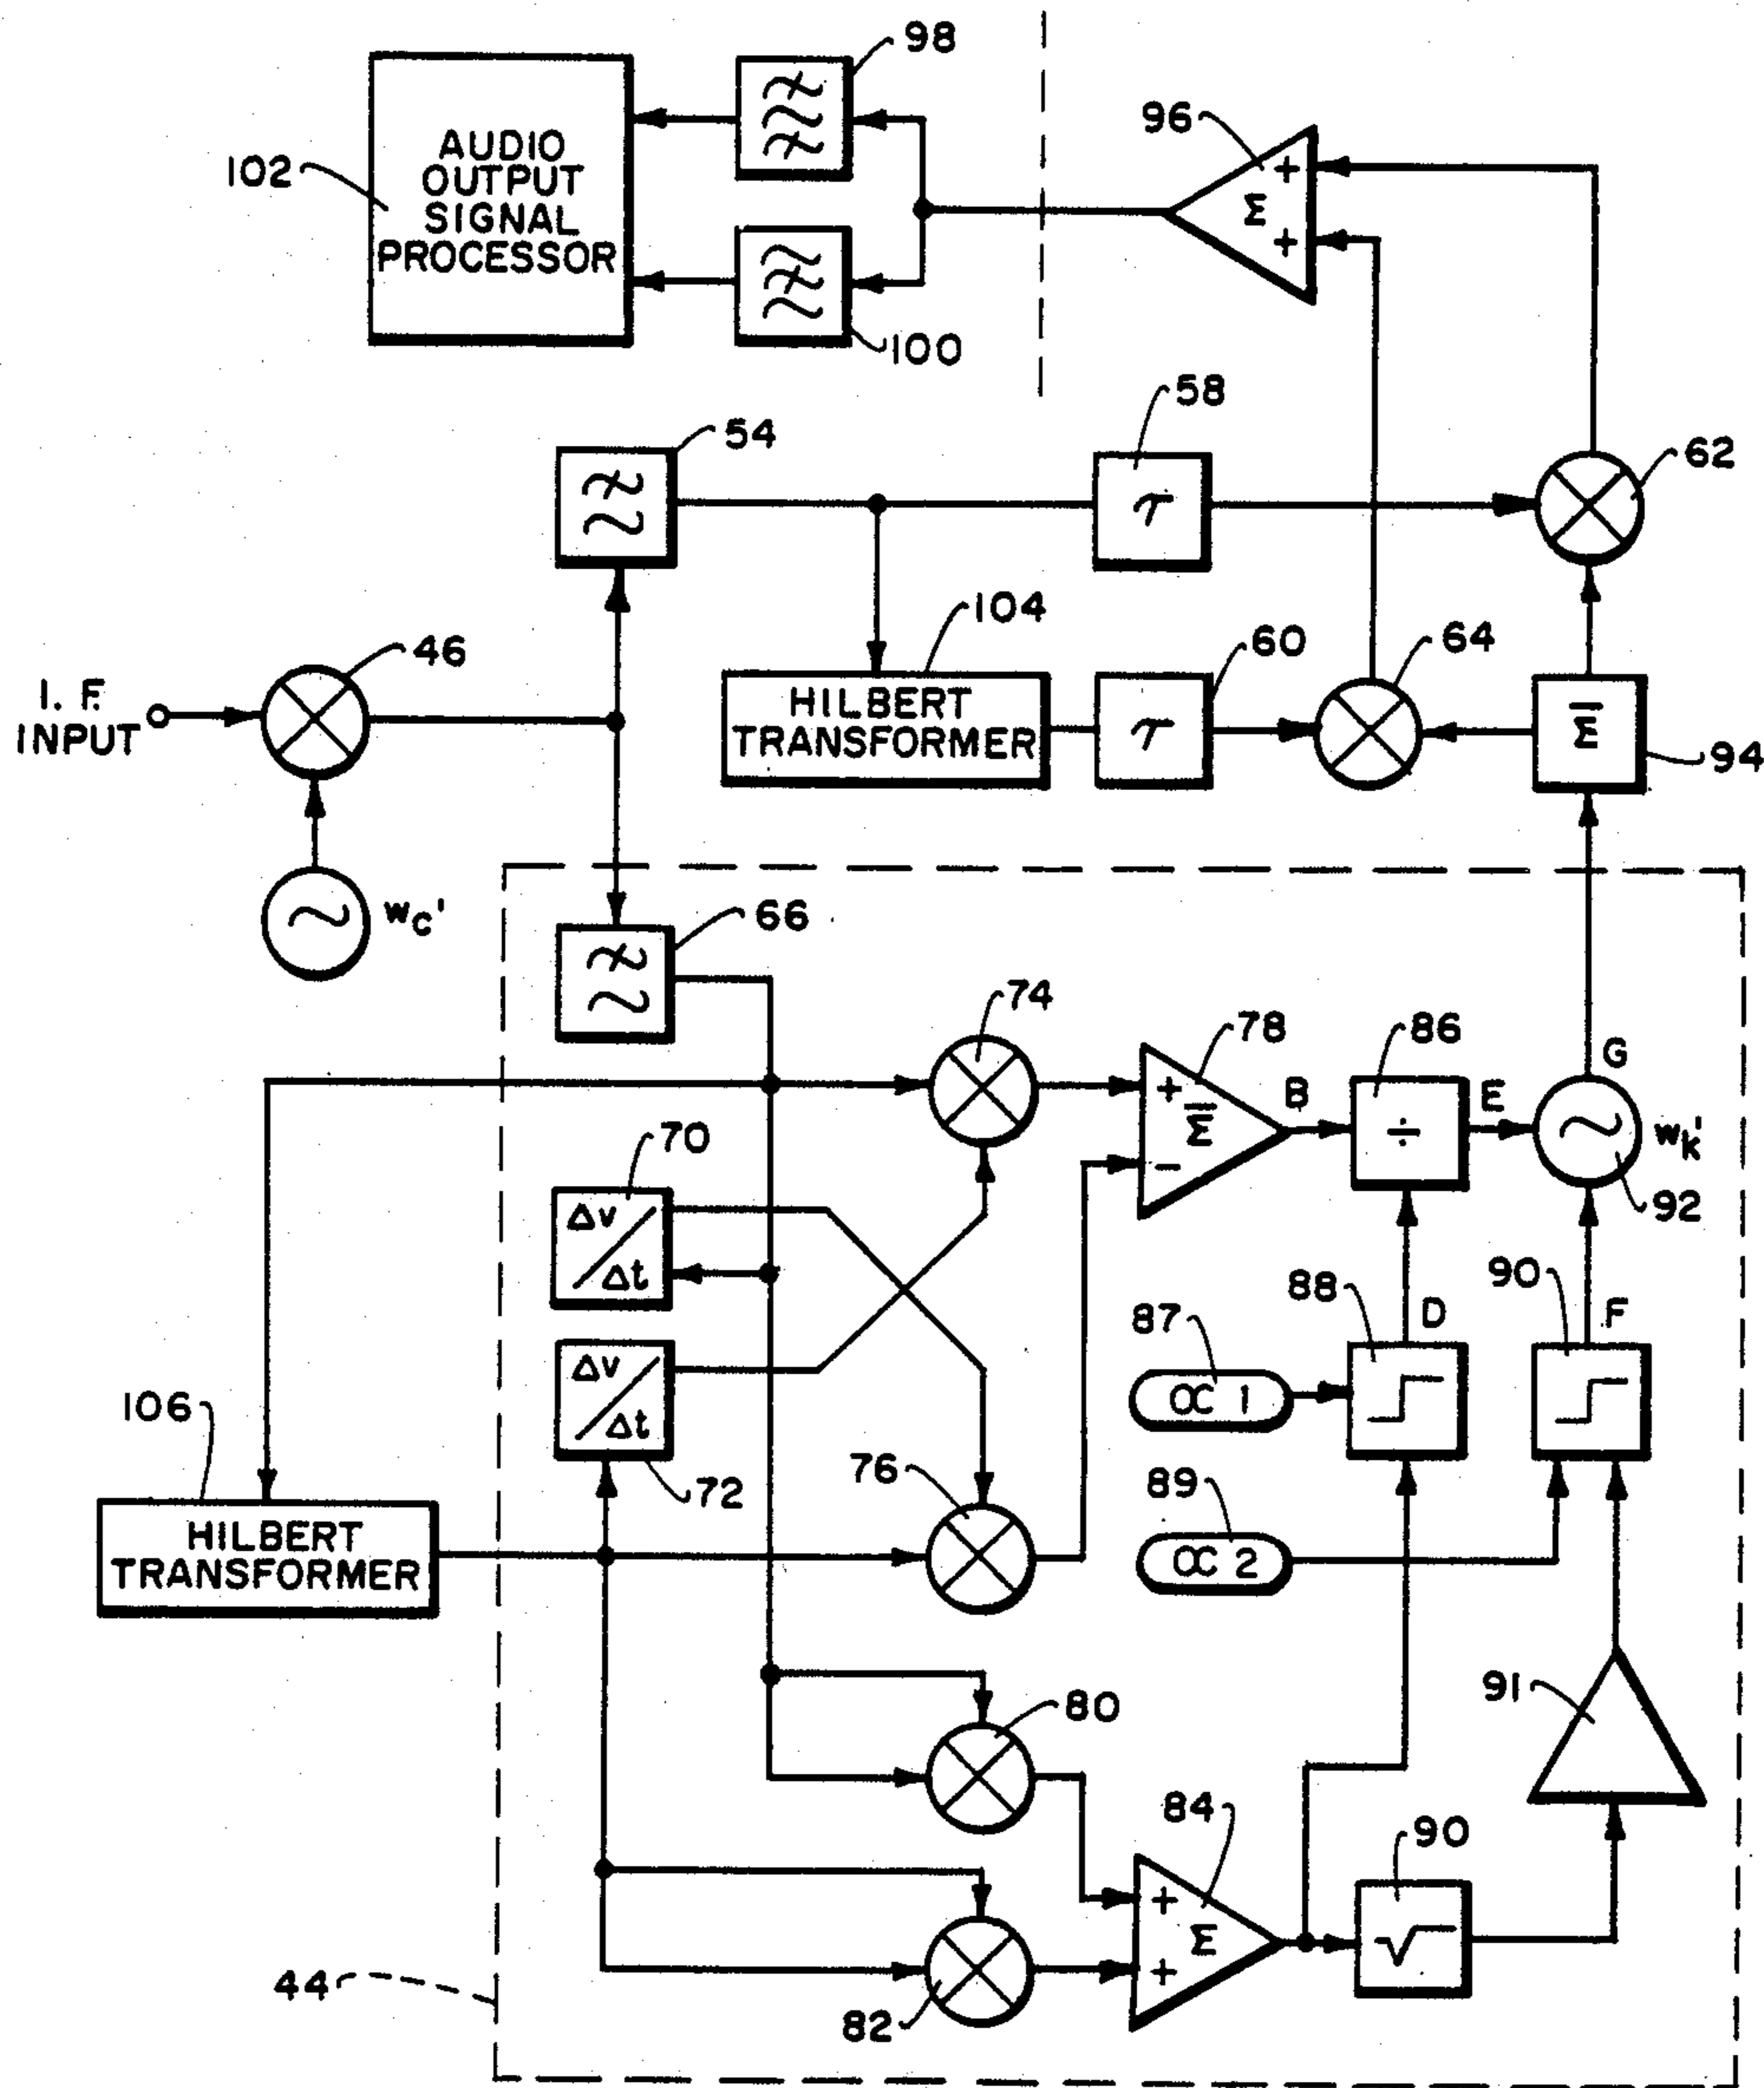 98
96
AUDIO
OUTPUT
SIGNAL
PROCESSOR
102
+
Σ
+
100
58
54
τ
62
104
60
64
46
I. F.
INPUT
HILBERT
TRANSFORMER
τ
Σ
94
wc'
66
74
78
86
G
+
Σ
−
B
÷
E
wk'
92
70
Δv
Δt
88
90
87
D
F
Δv
Δt
72
α 1
106
76
89
HILBERT
TRANSFORMER
α 2
91
80
84
90
+
Σ
+
√
44
82